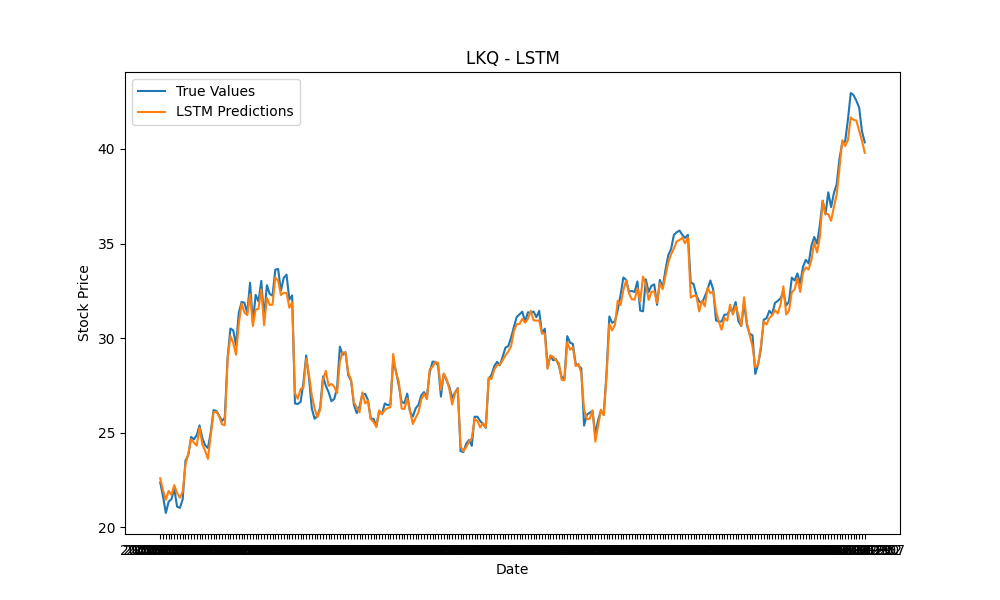 LKQ - LSTM
True Values
LSTM Predictions
40
35
30
25
20
Stock Price
Date